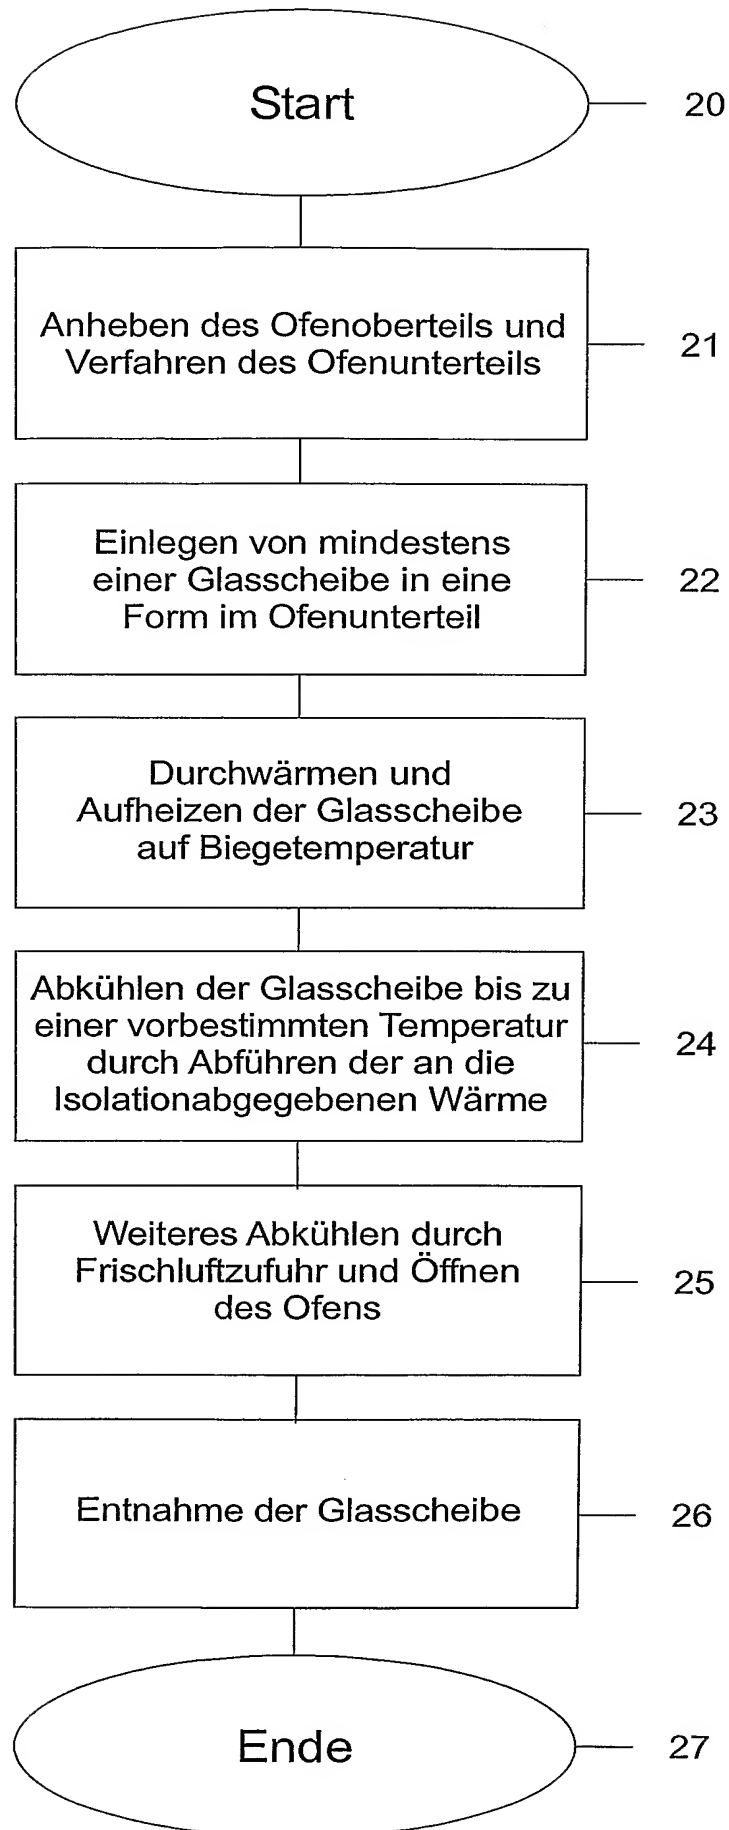 Start
20
Anheben des Ofenoberteils und
Verfahren des Ofenunterteils
21
Einlegen von mindestens
einer Glasscheibe in eine
Form im Ofenunterteil
22
Durchwärmen und
Aufheizen der Glasscheibe
auf Biegetemperatur
23
Abkühlen der Glasscheibe bis zu
einer vorbestimmten Temperatur
durch Abführen der an die
Isolationabgegebenen Wärme
24
Weiteres Abkühlen durch
Frischluftzufuhr und Öffnen
des Ofens
25
Entnahme der Glasscheibe
26
Ende
27